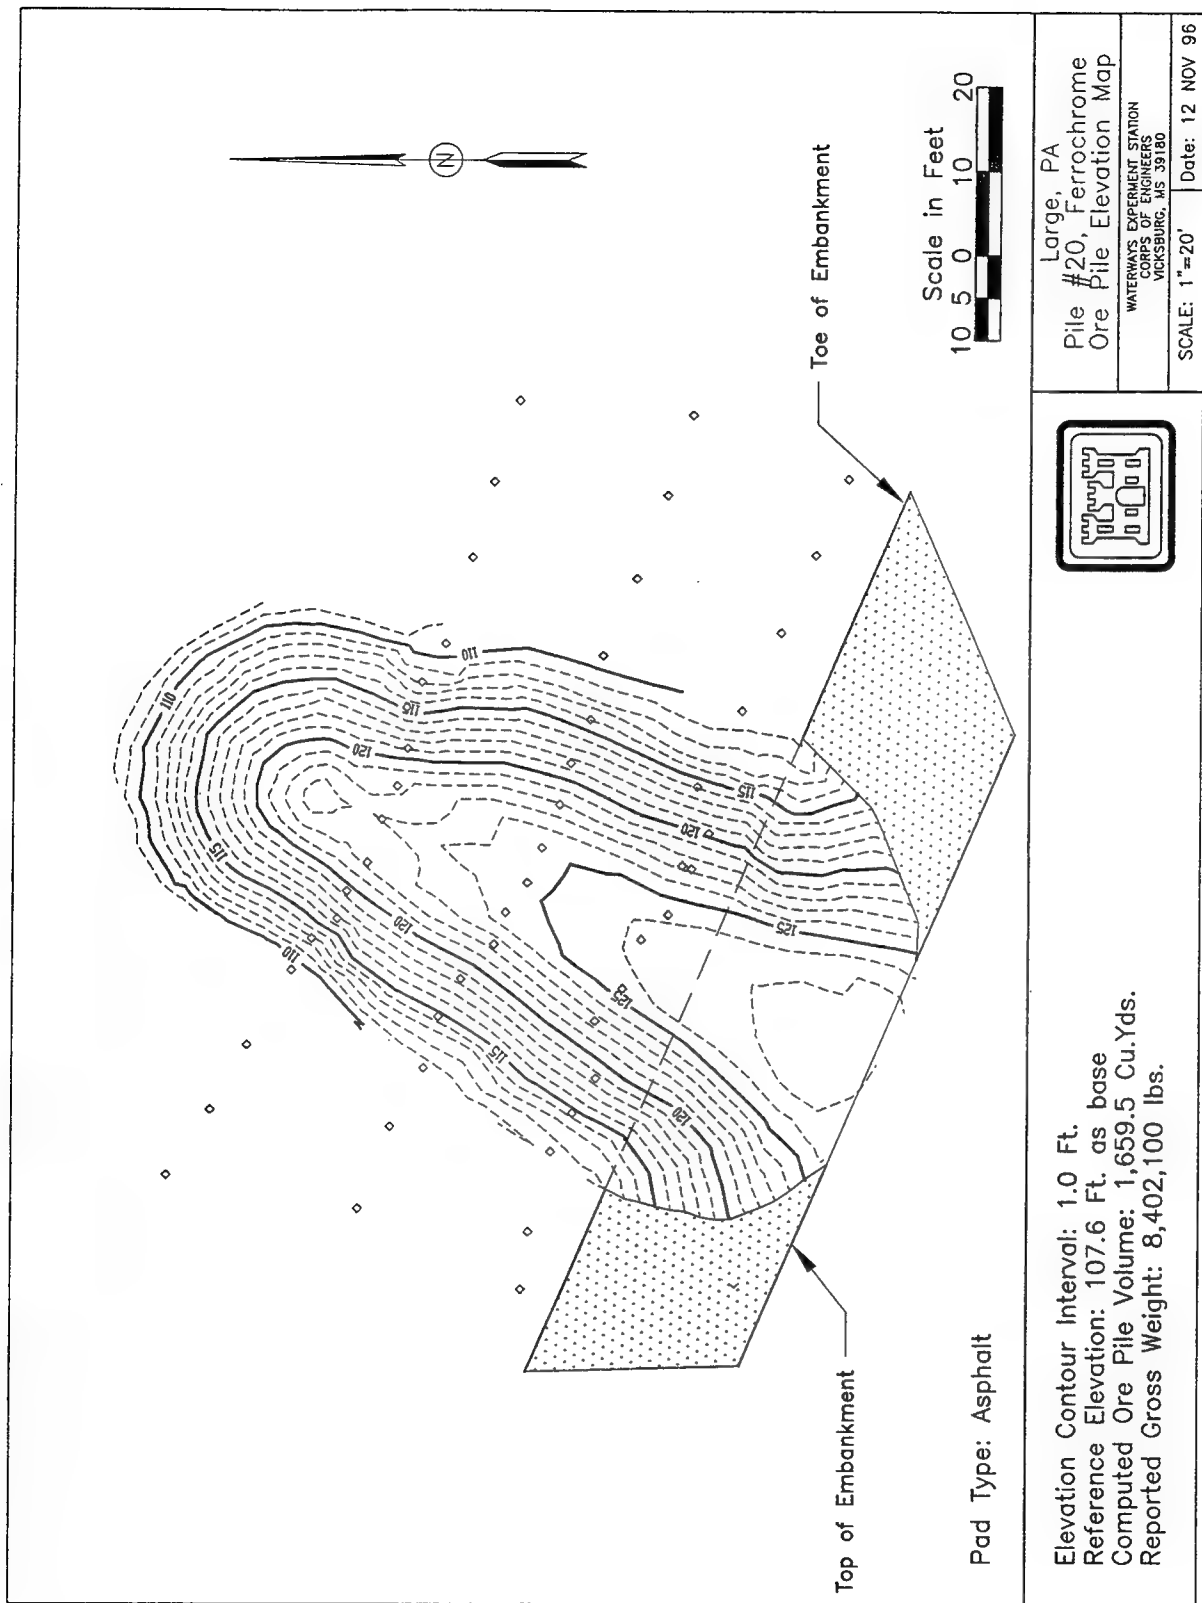 N
110
110
110
115
115
115
115
120
120
120
120
125
125
Toe of Embankment
Top of Embankment
Scale in Feet
10 5 0 10 20
Pad Type: Asphalt
Elevation Contour Interval: 1.0 Ft.
Reference Elevation: 107.6 Ft. as base
Computed Ore Pile Volume: 1,659.5 Cu.Yds.
Reported Gross Weight: 8,402,100 lbs.
Large, PA
Pile #20, Ferrochrome
Ore Pile Elevation Map
WATERWAYS EXPERMENT STATION
CORPS OF ENGINEERS
VICKSBURG, MS 39180
SCALE: 1"=20'
Date: 12 NOV 96